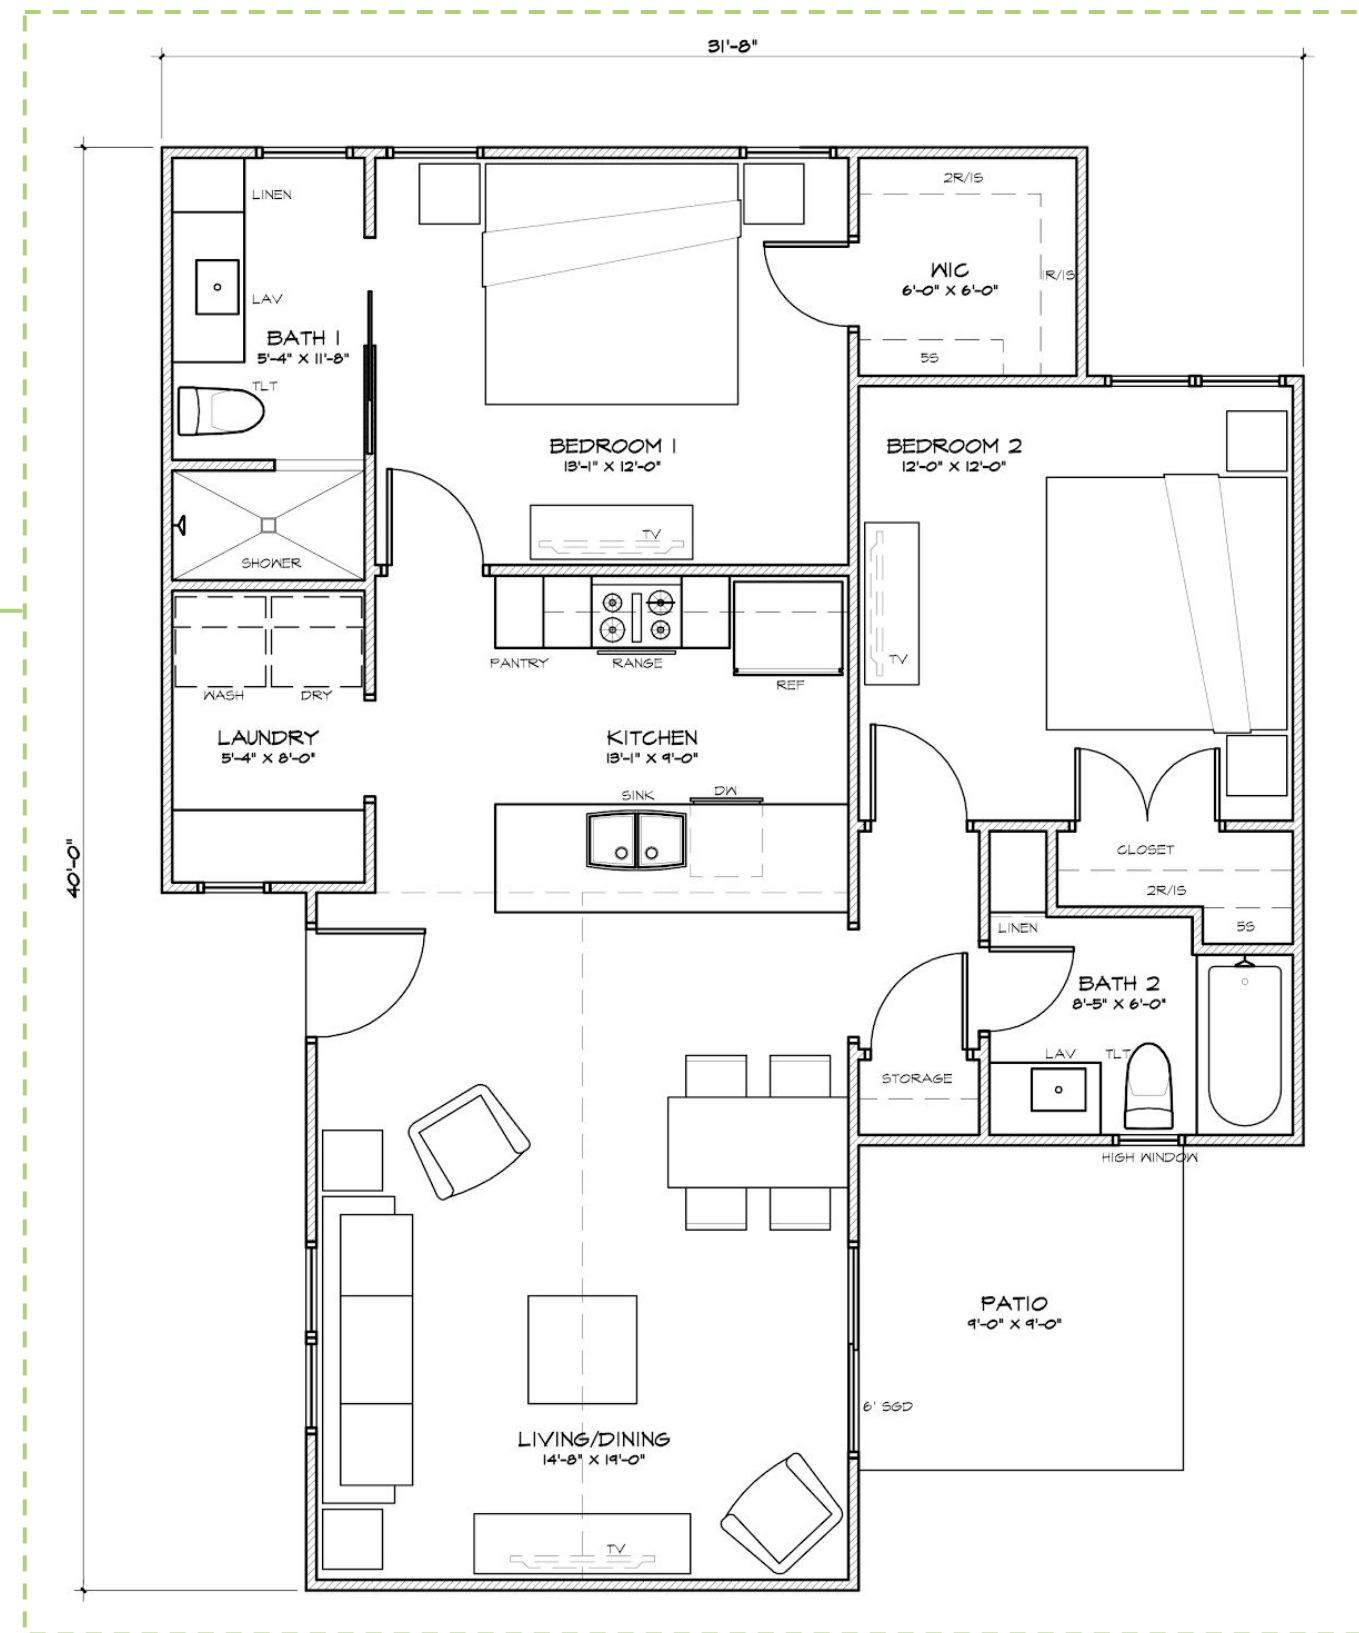 31'-8"
2R/IS
LINEN
WIC
6'-0" X 6'-0"
R/IS
LAV
BATH 1
5'-4" X 11'-8"
5S
TLT
BEDROOM 1
13'-1" X 12'-0"
BEDROOM 2
12'-0" X 12'-0"
TV
SHOWER
PANTRY
RANGE
REF
TV
WASH
DRY
LAUNDRY
5'-4" X 8'-0"
KITCHEN
13'-1" X 9'-0"
SINK
DW
40'-0"
CLOSET
2R/IS
LINEN
5S
BATH 2
8'-5" X 6'-0"
LAV
TLT
STORAGE
HIGH WINDOW
PATIO
9'-0" X 9'-0"
6' SGD
LIVING/DINING
14'-8" X 19'-0"
TV